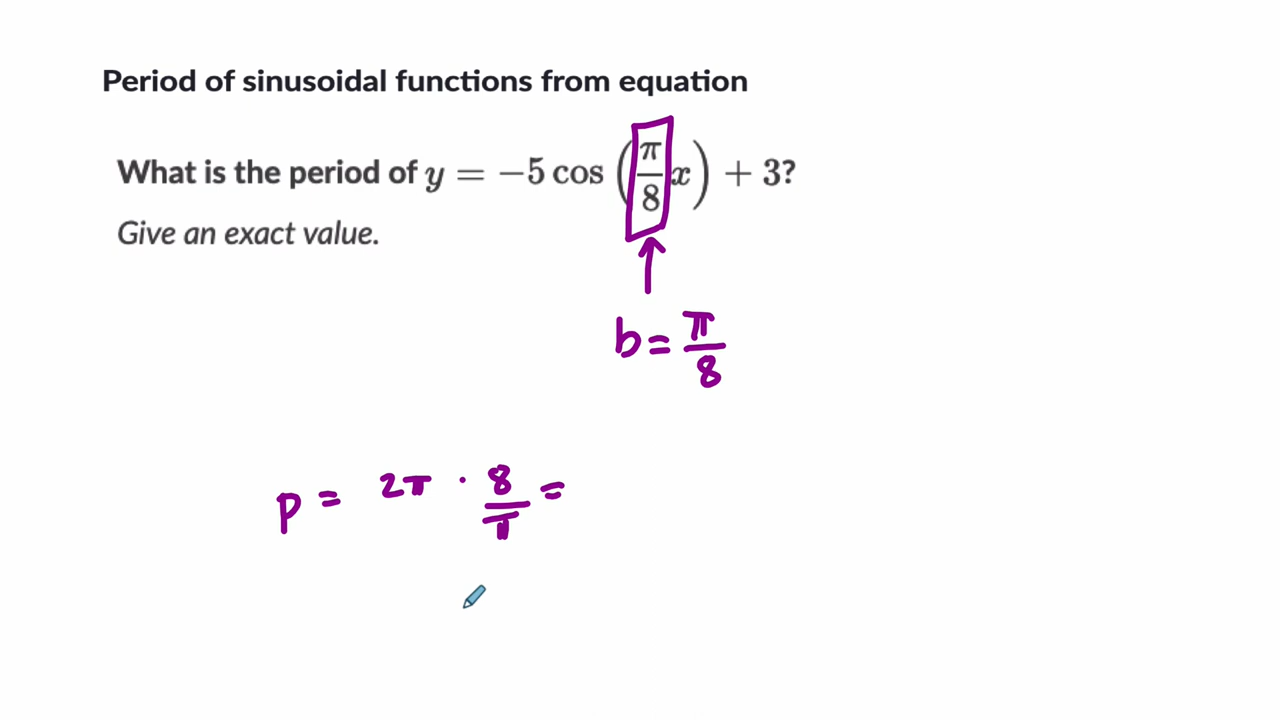 Period of sinusoidal functions from equation
What is the period of y = −5 cos (π/8 x) + 3?
Give an exact value.
b = π/8
p = 2π · 8/π =